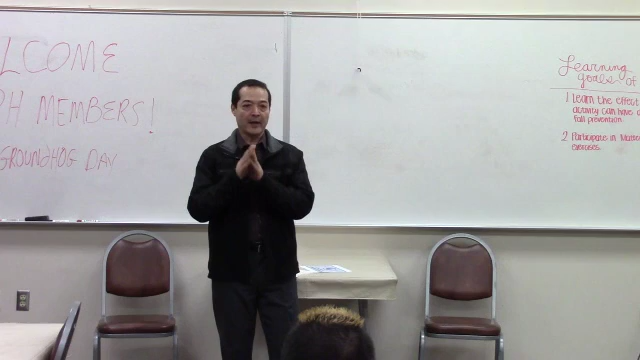 LCOME
PH MEMBERS!
GROUNDHOG DAY
Learning
goals of
1 Learn the effect
activity can have
fall prevention.
2 Participate in
exercises.